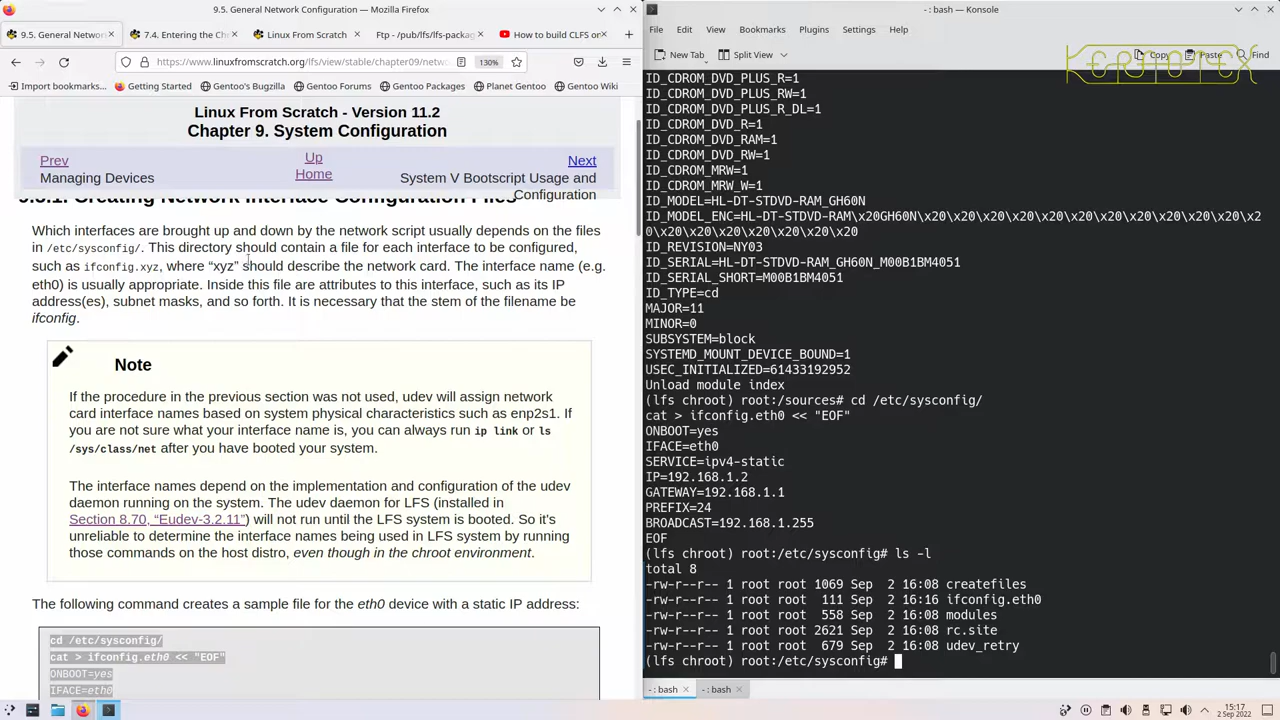 9.5. General Network Configuration — Mozilla Firefox
9.5. General Network
7.4. Entering the Ch
Linux From Scratch
Ftp - /pub/lfs/lfs-packag
How to build CLFS on
https://www.linuxfromscratch.org/lfs/view/stable/chapter09/netwo
130%
Import bookmarks...
Getting Started
Gentoo's Bugzilla
Gentoo Forums
Gentoo Packages
Planet Gentoo
Gentoo Wiki
Linux From Scratch - Version 11.2
Chapter 9. System Configuration
Prev
Up
Next
Managing Devices
Home
System V Bootscript Usage and
Configuration
Creating Network Interface Configuration Files
Which interfaces are brought up and down by the network script usually depends on the files
in /etc/sysconfig/. This directory should contain a file for each interface to be configured,
such as ifconfig.xyz, where “xyz” should describe the network card. The interface name (e.g.
eth0) is usually appropriate. Inside this file are attributes to this interface, such as its IP
address(es), subnet masks, and so forth. It is necessary that the stem of the filename be
ifconfig.
Note
If the procedure in the previous section was not used, udev will assign network
card interface names based on system physical characteristics such as enp2s1. If
you are not sure what your interface name is, you can always run ip link or ls
/sys/class/net after you have booted your system.
The interface names depend on the implementation and configuration of the udev
daemon running on the system. The udev daemon for LFS (installed in
Section 8.70, “Eudev-3.2.11”) will not run until the LFS system is booted. So it's
unreliable to determine the interface names being used in LFS system by running
those commands on the host distro, even though in the chroot environment.
The following command creates a sample file for the eth0 device with a static IP address:
cd /etc/sysconfig/
cat > ifconfig.eth0 << "EOF"
ONBOOT=yes
IFACE=eth0
- : bash — Konsole
File
Edit
View
Bookmarks
Plugins
Settings
Help
New Tab
Split View
Copy
Paste
Find
ID_CDROM_DVD_PLUS_R=1
ID_CDROM_DVD_PLUS_RW=1
ID_CDROM_DVD_PLUS_R_DL=1
ID_CDROM_DVD_R=1
ID_CDROM_DVD_RAM=1
ID_CDROM_DVD_RW=1
ID_CDROM_MRW=1
ID_CDROM_MRW_W=1
ID_MODEL=HL-DT-STDVD-RAM_GH60N
ID_MODEL_ENC=HL-DT-STDVD-RAM\x20GH60N\x20\x20\x20\x20\x20\x20\x20\x20\x20\x20\x2
0\x20\x20\x20\x20\x20\x20\x20
ID_REVISION=NY03
ID_SERIAL=HL-DT-STDVD-RAM_GH60N_M00B1BM4051
ID_SERIAL_SHORT=M00B1BM4051
ID_TYPE=cd
MAJOR=11
MINOR=0
SUBSYSTEM=block
SYSTEMD_MOUNT_DEVICE_BOUND=1
USEC_INITIALIZED=61433192952
Unload module index
(lfs chroot) root:/sources# cd /etc/sysconfig/
cat > ifconfig.eth0 << "EOF"
ONBOOT=yes
IFACE=eth0
SERVICE=ipv4-static
IP=192.168.1.2
GATEWAY=192.168.1.1
PREFIX=24
BROADCAST=192.168.1.255
EOF
(lfs chroot) root:/etc/sysconfig# ls -l
total 8
-rw-r--r-- 1 root root 1069 Sep  2 16:08 createfiles
-rw-r--r-- 1 root root  111 Sep  2 16:16 ifconfig.eth0
-rw-r--r-- 1 root root  558 Sep  2 16:08 modules
-rw-r--r-- 1 root root 2621 Sep  2 16:08 rc.site
-rw-r--r-- 1 root root  679 Sep  2 16:08 udev_retry
(lfs chroot) root:/etc/sysconfig#
- : bash
- : bash
15:17
2 Sep 2022